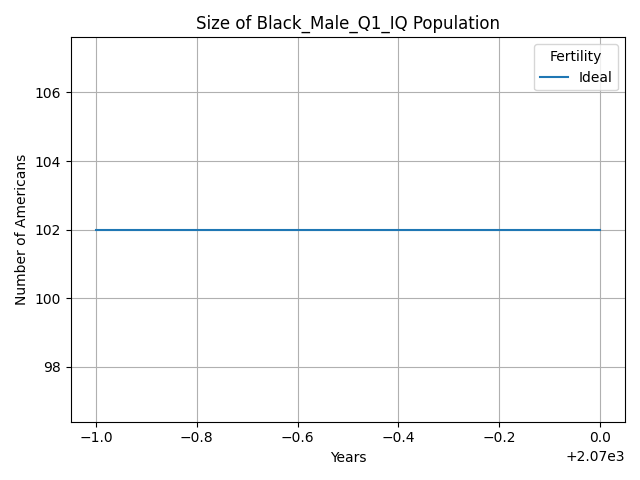 Size of Black_Male_Q1_IQ Population
Fertility
Ideal
106
104
102
100
98
Number of Americans
−1.0 −0.8 −0.6 −0.4 −0.2 0.0
Years
+2.07e3